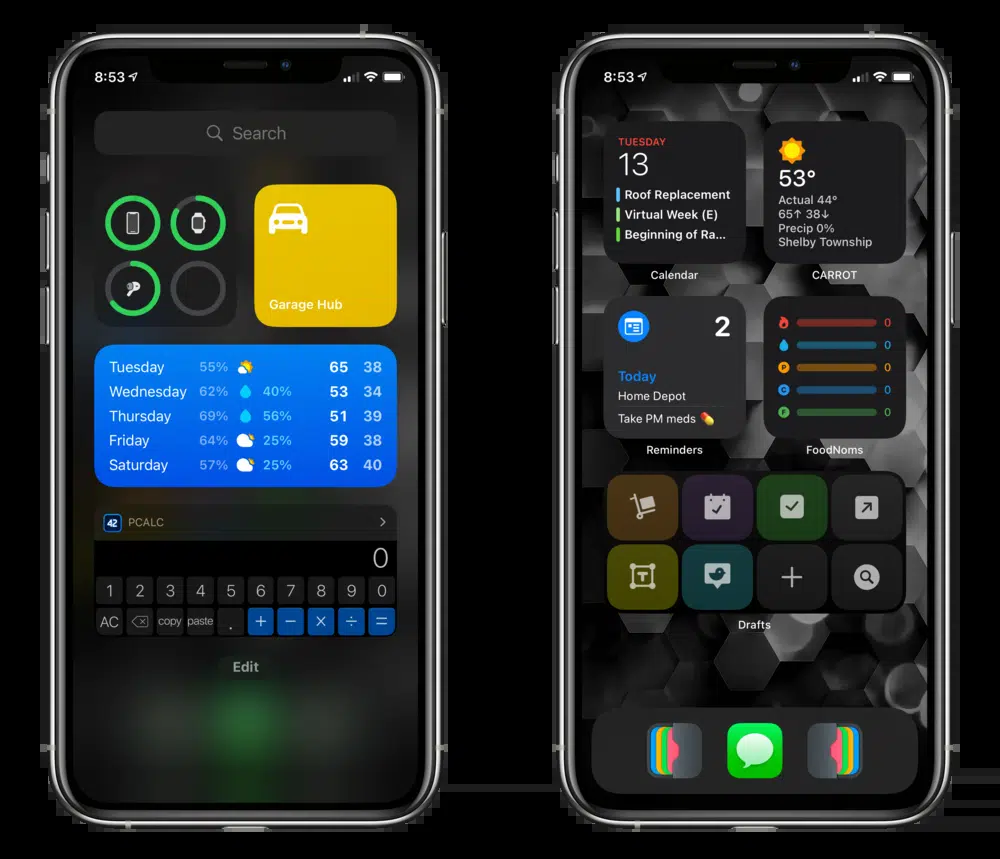 8:53
Search
Garage Hub
Tuesday 55% 65 38
Wednesday 62% 40% 53 34
Thursday 69% 56% 51 39
Friday 64% 25% 59 38
Saturday 57% 25% 63 40
42 PCALC
0
1 2 3 4 5 6 7 8 9 0
AC copy paste . + − × ÷ =
Edit
8:53
TUESDAY
13
Roof Replacement
Virtual Week (E)
Beginning of Ra...
Calendar
53°
Actual 44°
65↑ 38↓
Precip 0%
Shelby Township
CARROT
2
Today
Home Depot
Take PM meds 💊
Reminders
0
0
P 0
C 0
F 0
FoodNoms
T
Drafts